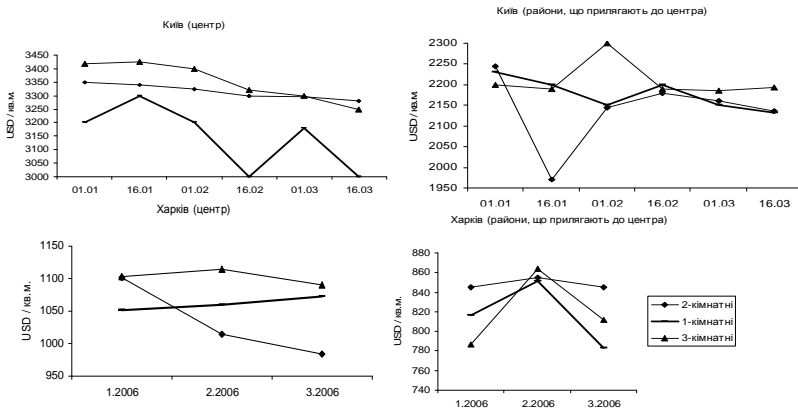 Київ (центр)
USD / кв.м.
3450
3400
3350
3300
3250
3200
3150
3100
3050
3000
01.01 16.01 01.02 16.02 01.03 16.03
Київ (райони, що прилягають до центра)
USD / кв.м.
2300
2250
2200
2150
2100
2050
2000
1950
01.01 16.01 01.02 16.02 01.03 16.03
Харків (центр)
USD / кв.м.
1150
1100
1050
1000
950
1.2006 2.2006 3.2006
Харків (райони, що прилягають до центра)
USD / кв.м.
880
860
840
820
800
780
760
740
1.2006 2.2006 3.2006
2-кімнатні
1-кімнатні
3-кімнатні